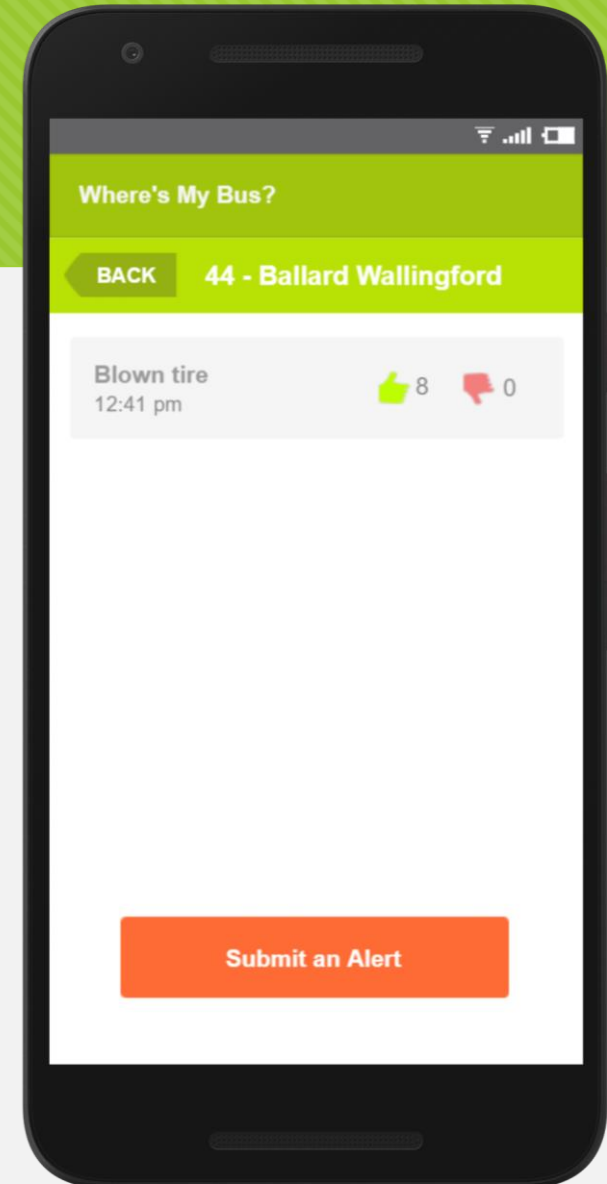 Where's My Bus?
BACK 44 - Ballard Wallingford
Blown tire
12:41 pm
8 0
Submit an Alert